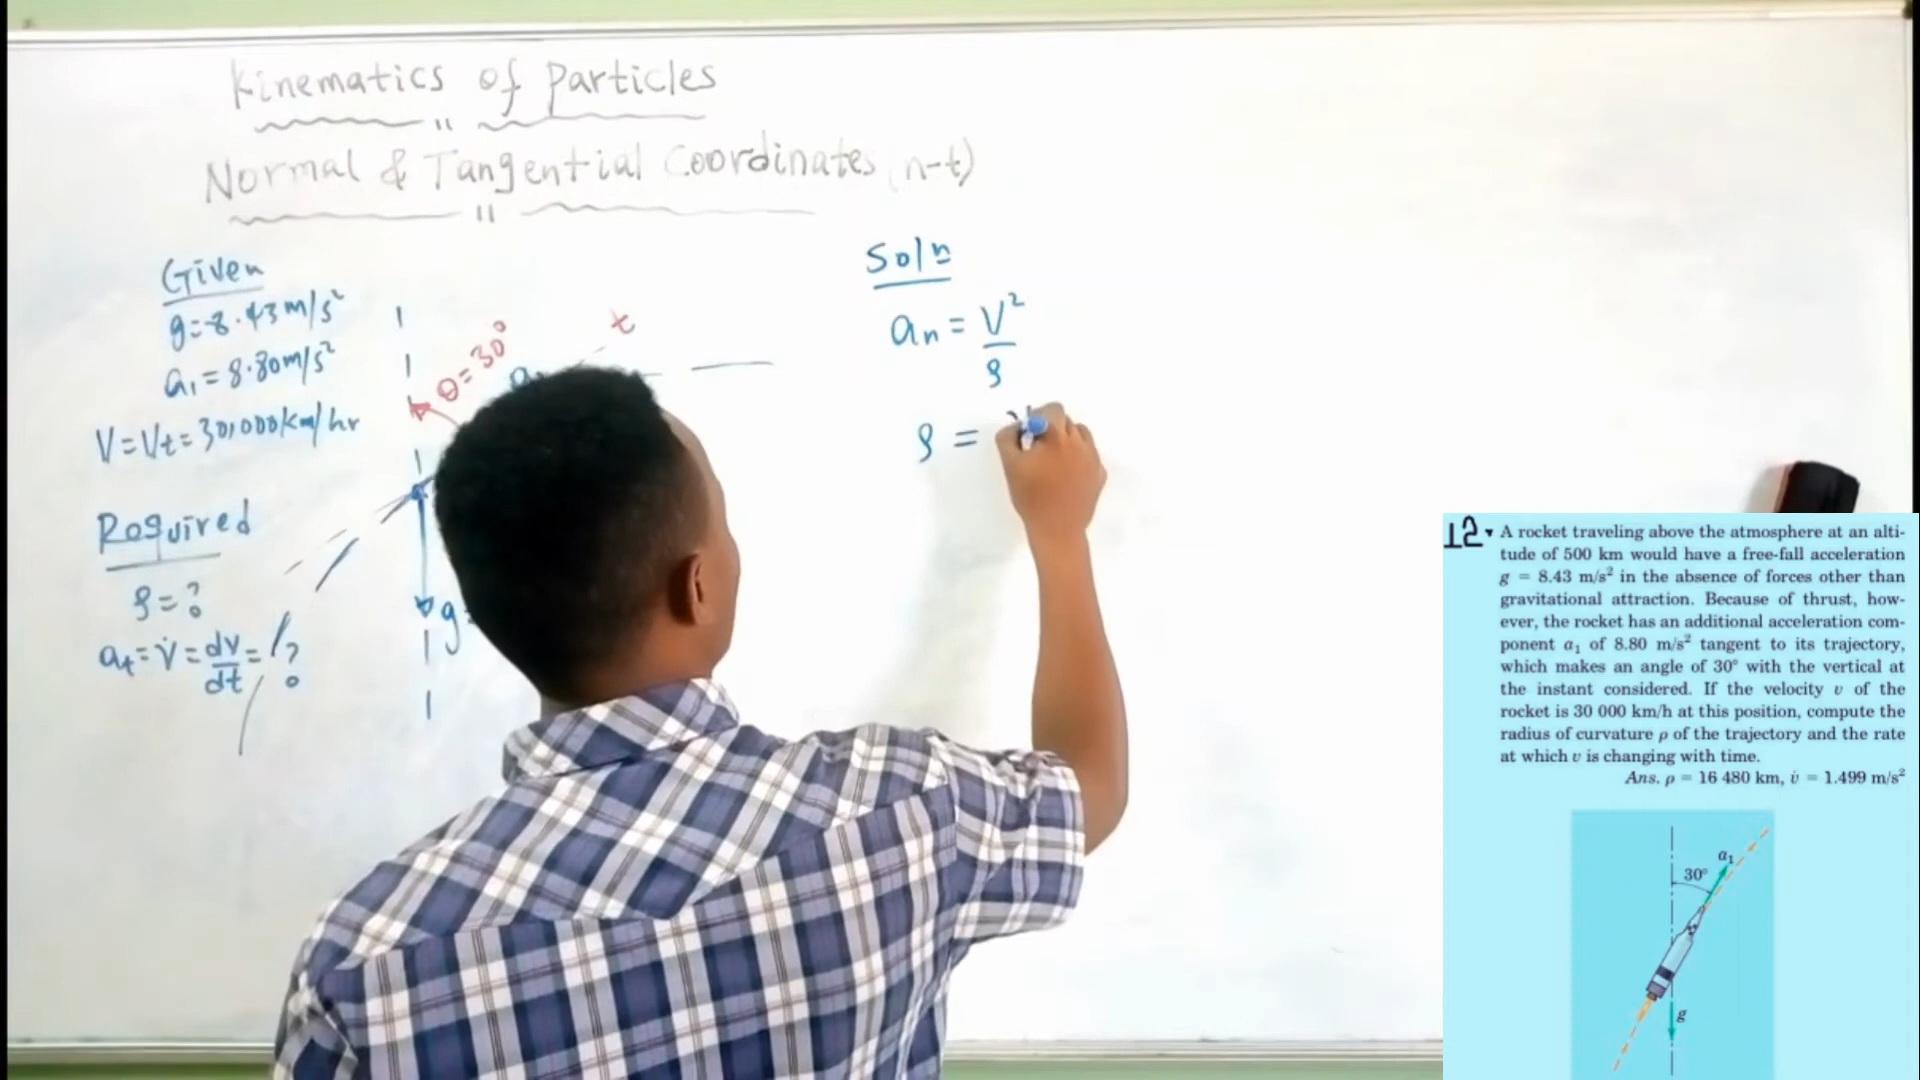 Kinematics of Particles
Normal & Tangential Coordinates (n-t)
Given
g=8.43m/s²
a₁=8.80m/s²
V=Vt=30,000km/hr
Required
ρ=?
at=v̇=dv/dt=?
θ=30°
t
g
Soln
an=V²/ρ
ρ=
12 ▾ A rocket traveling above the atmosphere at an alti-
tude of 500 km would have a free-fall acceleration
g = 8.43 m/s² in the absence of forces other than
gravitational attraction. Because of thrust, how-
ever, the rocket has an additional acceleration com-
ponent a₁ of 8.80 m/s² tangent to its trajectory,
which makes an angle of 30° with the vertical at
the instant considered. If the velocity v of the
rocket is 30 000 km/h at this position, compute the
radius of curvature ρ of the trajectory and the rate
at which v is changing with time.
Ans. ρ = 16 480 km, v̇ = 1.499 m/s²
a₁
30°
g